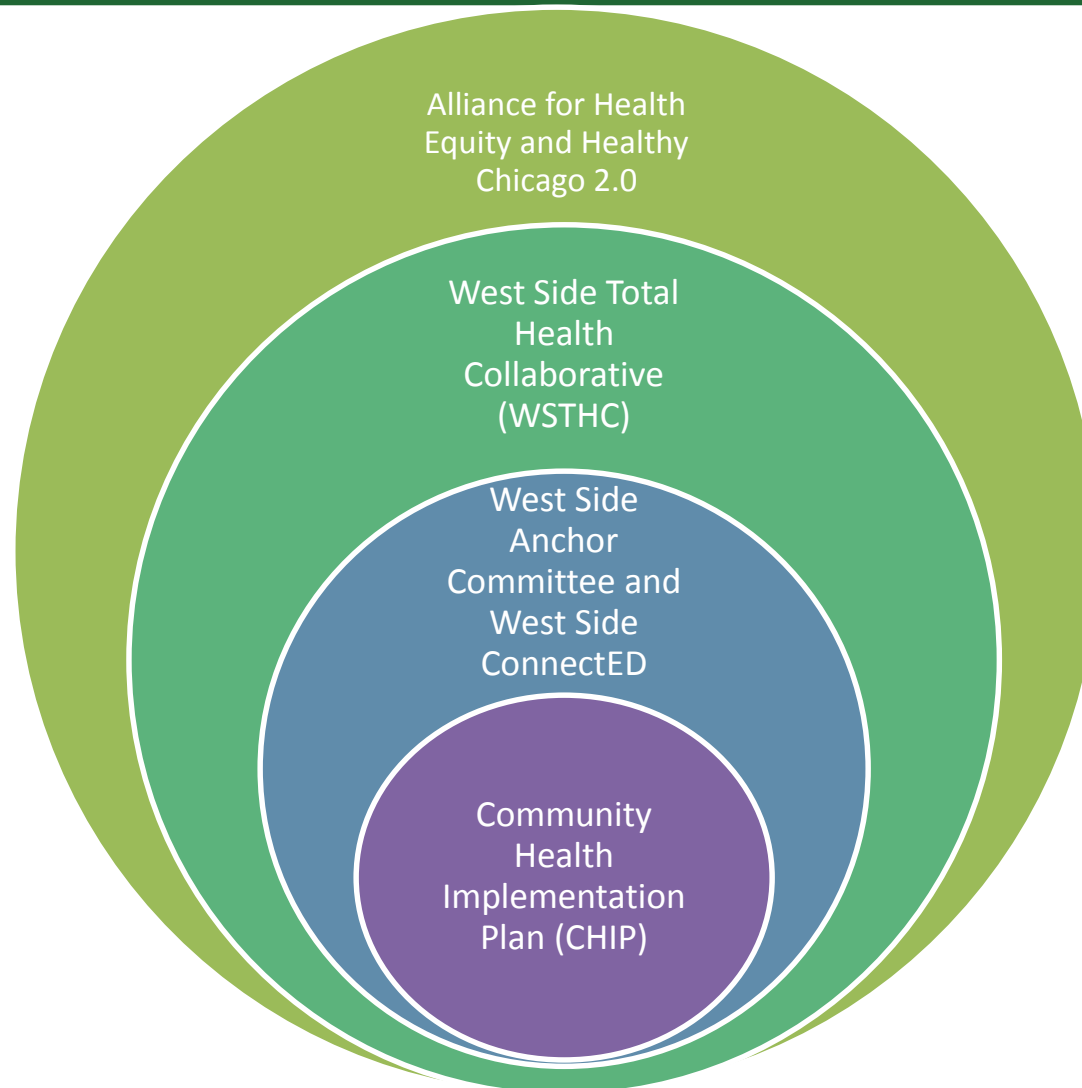 Alliance for Health
Equity and Healthy
Chicago 2.0
West Side Total
Health
Collaborative
(WSTHC)
West Side
Anchor
Committee and
West Side
ConnectED
Community
Health
Implementation
Plan (CHIP)